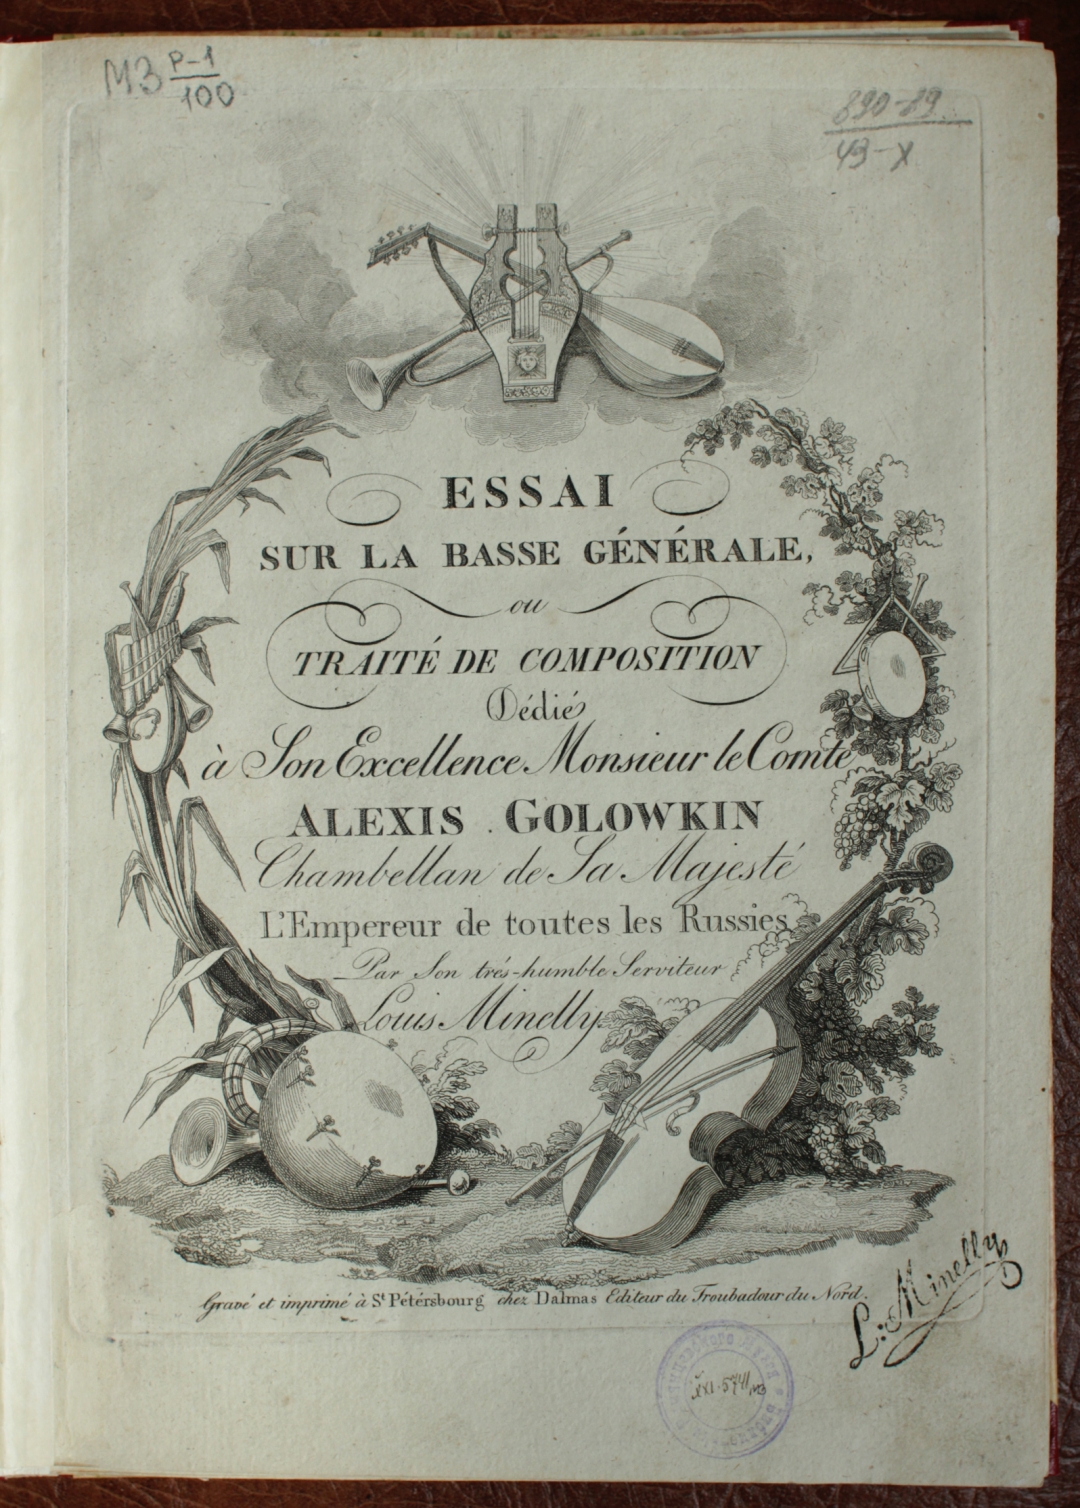 МЗ Р-1
100
890-89
43-X
ESSAI
SUR LA BASSE GÉNÉRALE,
ou
TRAITÉ DE COMPOSITION
Dédié
à Son Excellence Monsieur le Comte
ALEXIS . GOLOWKIN
Chambellan de Sa Majesté
L'Empereur de toutes les Russies
Par Son trés-humble Serviteur
Louis Minelly.
Gravé et imprimé à St Pétérsbourg chez Dalmas Editeur du Troubadour du Nord.
L: Minelly